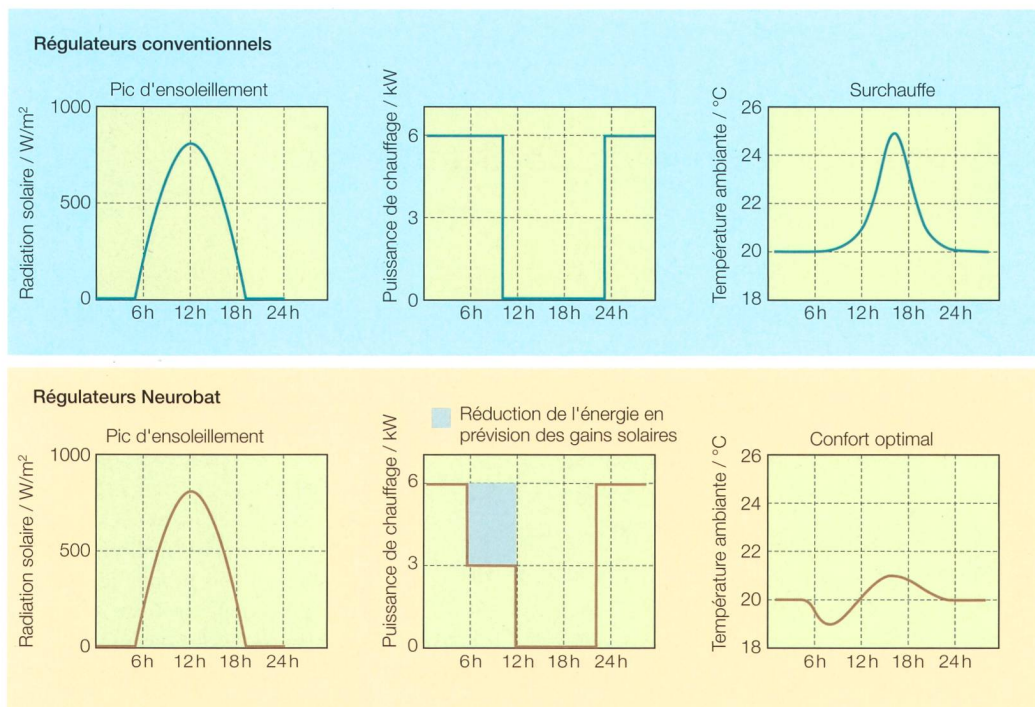 Régulateurs conventionnels
Pic d'ensoleillement
Radiation solaire / W/m²
1000
500
0
6h 12h 18h 24h
Puissance de chauffage / kW
6
3
0
6h 12h 18h 24h
Surchauffe
Température ambiante / °C
26
24
22
20
18
6h 12h 18h 24h
Régulateurs Neurobat
Pic d'ensoleillement
Radiation solaire / W/m²
1000
500
0
6h 12h 18h 24h
Réduction de l'énergie en
prévision des gains solaires
Puissance de chauffage / kW
6
3
0
6h 12h 18h 24h
Confort optimal
Température ambiante / °C
26
24
22
20
18
6h 12h 18h 24h